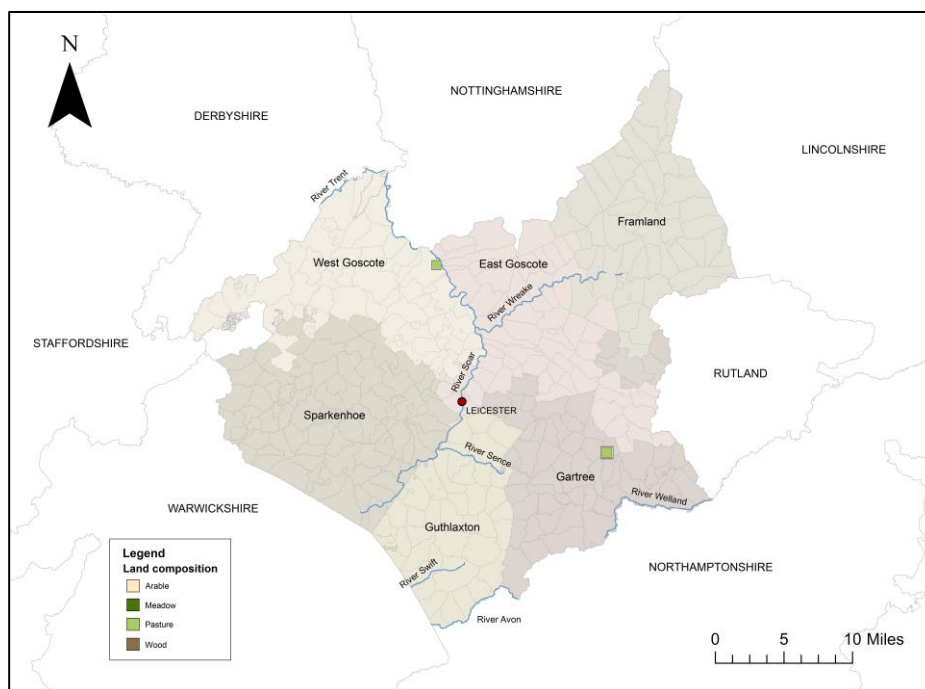 N
NOTTINGHAMSHIRE
DERBYSHIRE
LINCOLNSHIRE
River Trent
Framland
West Goscote
East Goscote
River Wreake
STAFFORDSHIRE
RUTLAND
River Soar
LEICESTER
Sparkenhoe
River Sence
Gartree
River Welland
WARWICKSHIRE
Guthlaxton
Legend
Land composition
Arable
Meadow
Pasture
Wood
River Swift
NORTHAMPTONSHIRE
River Avon
0 5 10 Miles